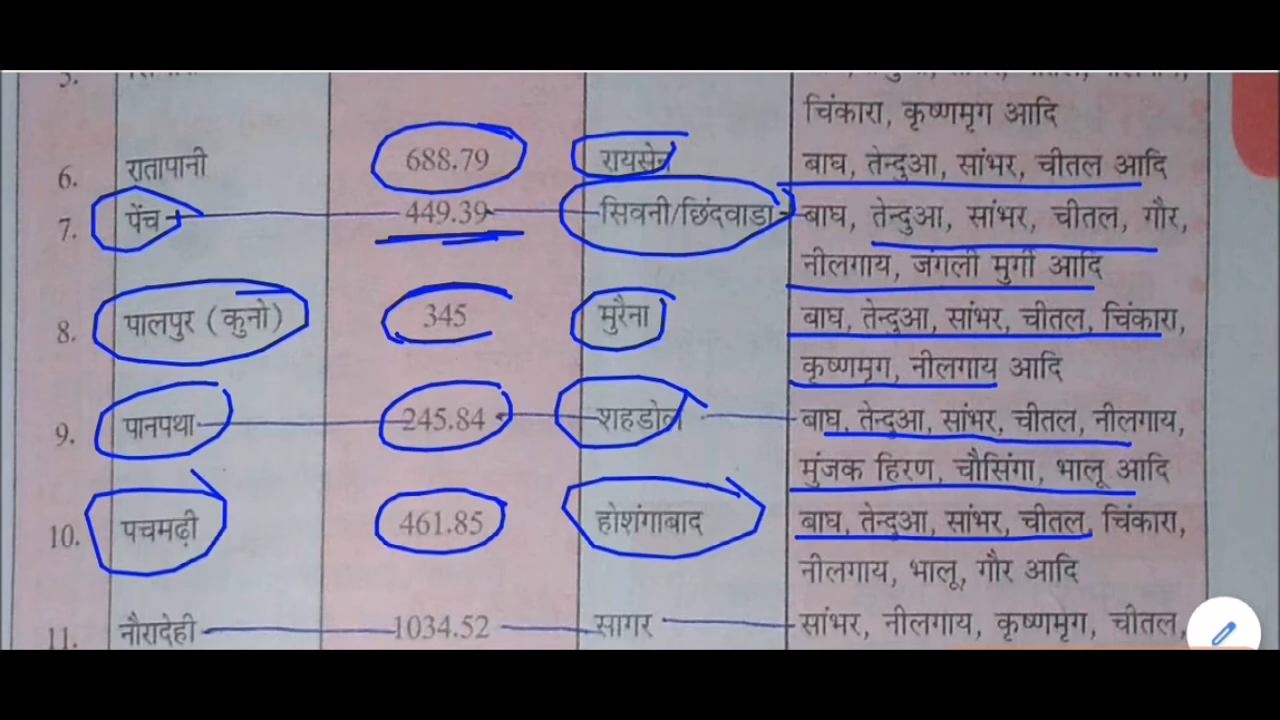 5.
चिंकारा, कृष्णमृग आदि
6. रातापानी 688.79 रायसेन बाघ, तेन्दुआ, सांभर, चीतल आदि
7. पेंच 449.39 सिवनी/छिंदवाडा बाघ, तेन्दुआ, सांभर, चीतल, गौर,
नीलगाय, जंगली मुर्गी आदि
8. पालपुर (कुनो) 345 मुरैना बाघ, तेन्दुआ, सांभर, चीतल, चिंकारा,
कृष्णमृग, नीलगाय आदि
9. पानपथा 245.84 शहडोल बाघ, तेन्दुआ, सांभर, चीतल, नीलगाय,
मुंजक हिरण, चौसिंगा, भालू आदि
10. पचमढ़ी 461.85 होशंगाबाद बाघ, तेन्दुआ, सांभर, चीतल, चिंकारा,
नीलगाय, भालू, गौर आदि
11. नौरादेही 1034.52 सागर सांभर, नीलगाय, कृष्णमृग, चीतल,